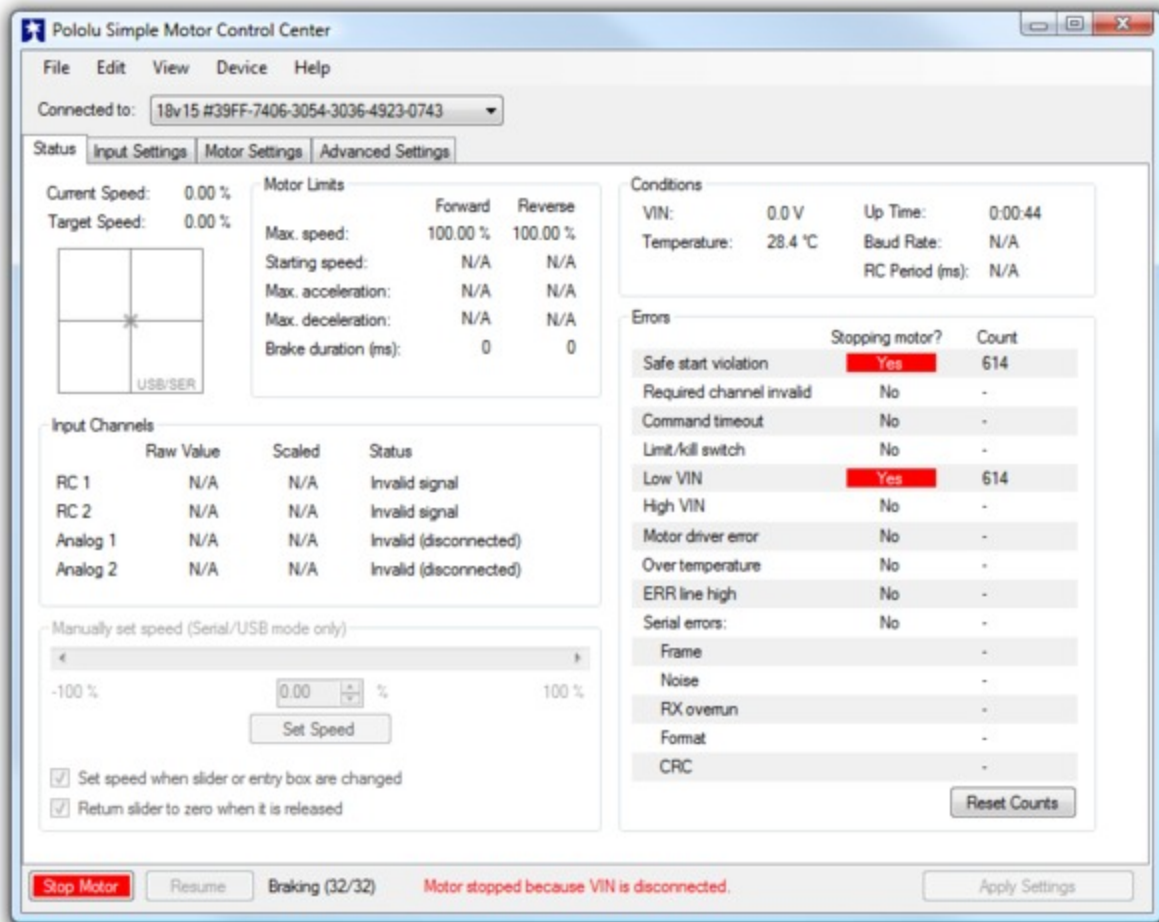 Pololu Simple Motor Control Center
File Edit View Device Help
Connected to: 18v15 #39FF-7406-3054-3036-4923-0743
Status Input Settings Motor Settings Advanced Settings
Current Speed: 0.00 %
Target Speed: 0.00 %
USB/SER
Motor Limits
Forward Reverse
Max. speed: 100.00 % 100.00 %
Starting speed: N/A N/A
Max. acceleration: N/A N/A
Max. deceleration: N/A N/A
Brake duration (ms): 0 0
Input Channels
Raw Value Scaled Status
RC 1 N/A N/A Invalid signal
RC 2 N/A N/A Invalid signal
Analog 1 N/A N/A Invalid (disconnected)
Analog 2 N/A N/A Invalid (disconnected)
Manually set speed (Serial/USB mode only)
-100 % 0.00 % 100 %
Set Speed
Set speed when slider or entry box are changed
Return slider to zero when it is released
Conditions
VIN: 0.0 V Up Time: 0:00:44
Temperature: 28.4 °C Baud Rate: N/A
RC Period (ms): N/A
Errors
Stopping motor? Count
Safe start violation Yes 614
Required channel invalid No -
Command timeout No -
Limit/kill switch No -
Low VIN Yes 614
High VIN No -
Motor driver error No -
Over temperature No -
ERR line high No -
Serial errors: No -
Frame -
Noise -
RX overrun -
Format -
CRC -
Reset Counts
Stop Motor Resume Braking (32/32) Motor stopped because VIN is disconnected. Apply Settings